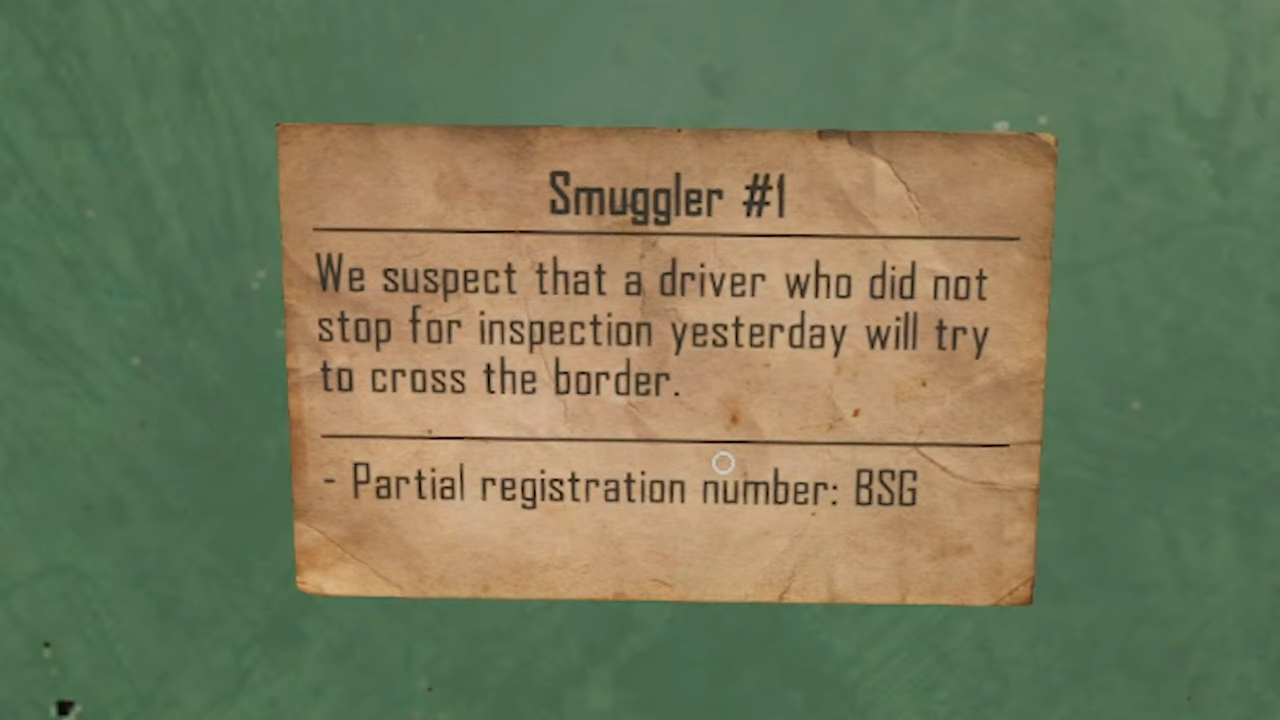 Smuggler #1
We suspect that a driver who did not
stop for inspection yesterday will try
to cross the border.
- Partial registration number: BSG